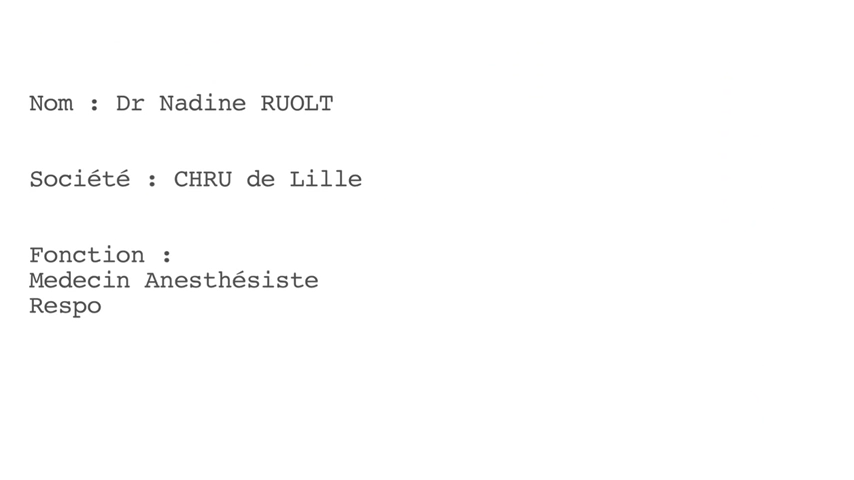 Nom : Dr Nadine RUOLT
Société : CHRU de Lille
Fonction :
Medecin Anesthésiste
Respo